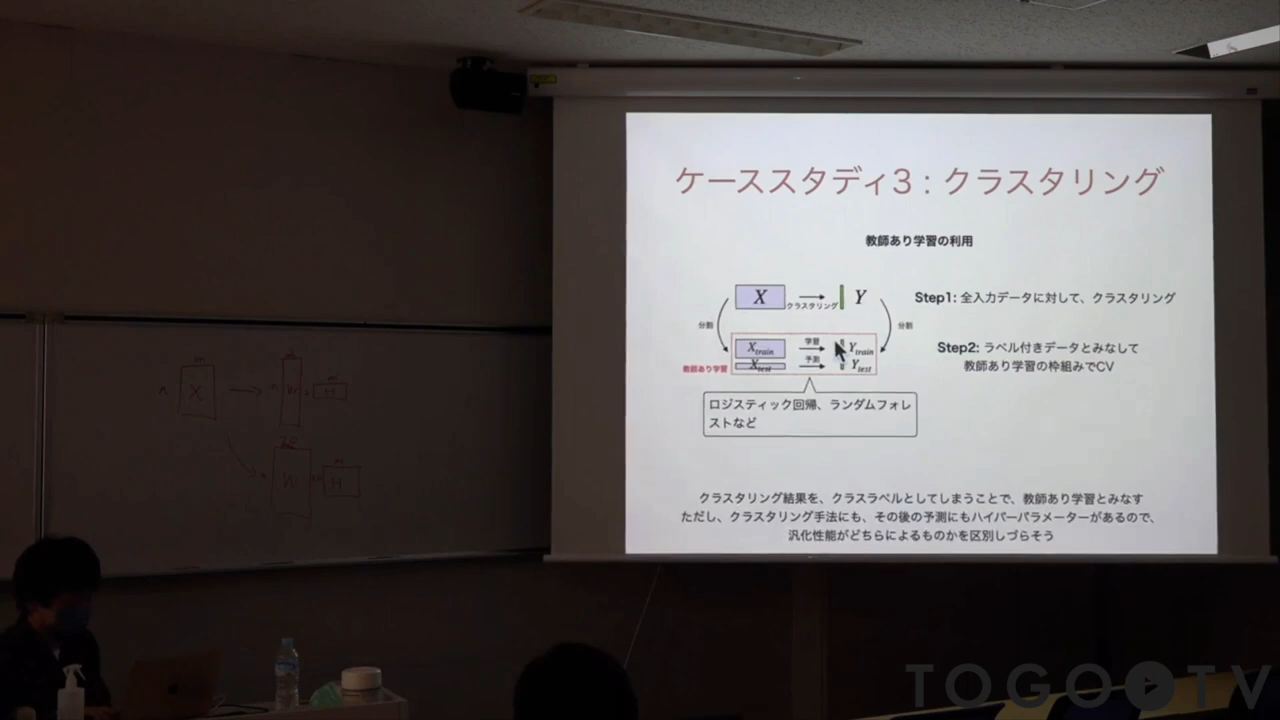 ケーススタディ3：クラスタリング
教師あり学習の利用
X
クラスタリング
Y
Step1: 全入力データに対して、クラスタリング
分割
分割
Xtrain
学習
Ytrain
Xtest
予測
Ytest
教師あり学習
Step2: ラベル付きデータとみなして
教師あり学習の枠組みでCV
ロジスティック回帰、ランダムフォレ
ストなど
クラスタリング結果を、クラスラベルとしてしまうことで、教師あり学習とみなす
ただし、クラスタリング手法にも、その後の予測にもハイパーパラメーターがあるので、
汎化性能がどちらによるものかを区別しづらそう
m
n
X
n
W
H
20
W
H
TOGO TV